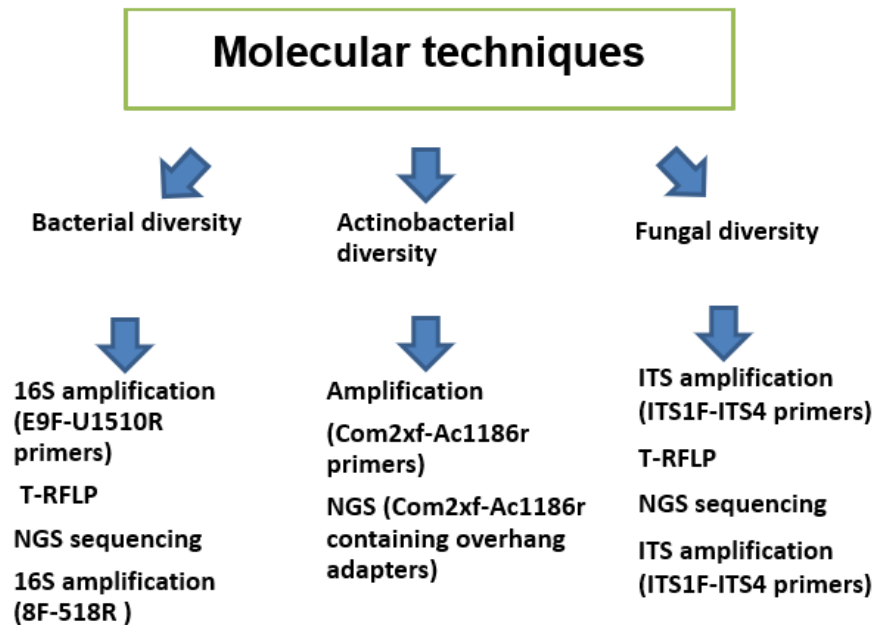 Molecular techniques
Bacterial diversity
Actinobacterial
diversity
Fungal diversity
16S amplification
(E9F-U1510R
primers)
T-RFLP
NGS sequencing
16S amplification
(8F-518R )
Amplification
(Com2xf-Ac1186r
primers)
NGS (Com2xf-Ac1186r
containing overhang
adapters)
ITS amplification
(ITS1F-ITS4 primers)
T-RFLP
NGS sequencing
ITS amplification
(ITS1F-ITS4 primers)